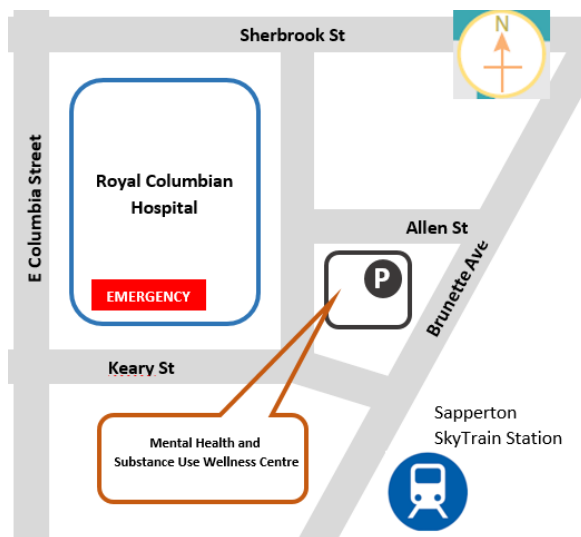 Sherbrook St
N
E Columbia Street
Royal Columbian
Hospital
Allen St
P
Brunette Ave
EMERGENCY
Keary St
Mental Health and
Substance Use Wellness Centre
Sapperton
SkyTrain Station